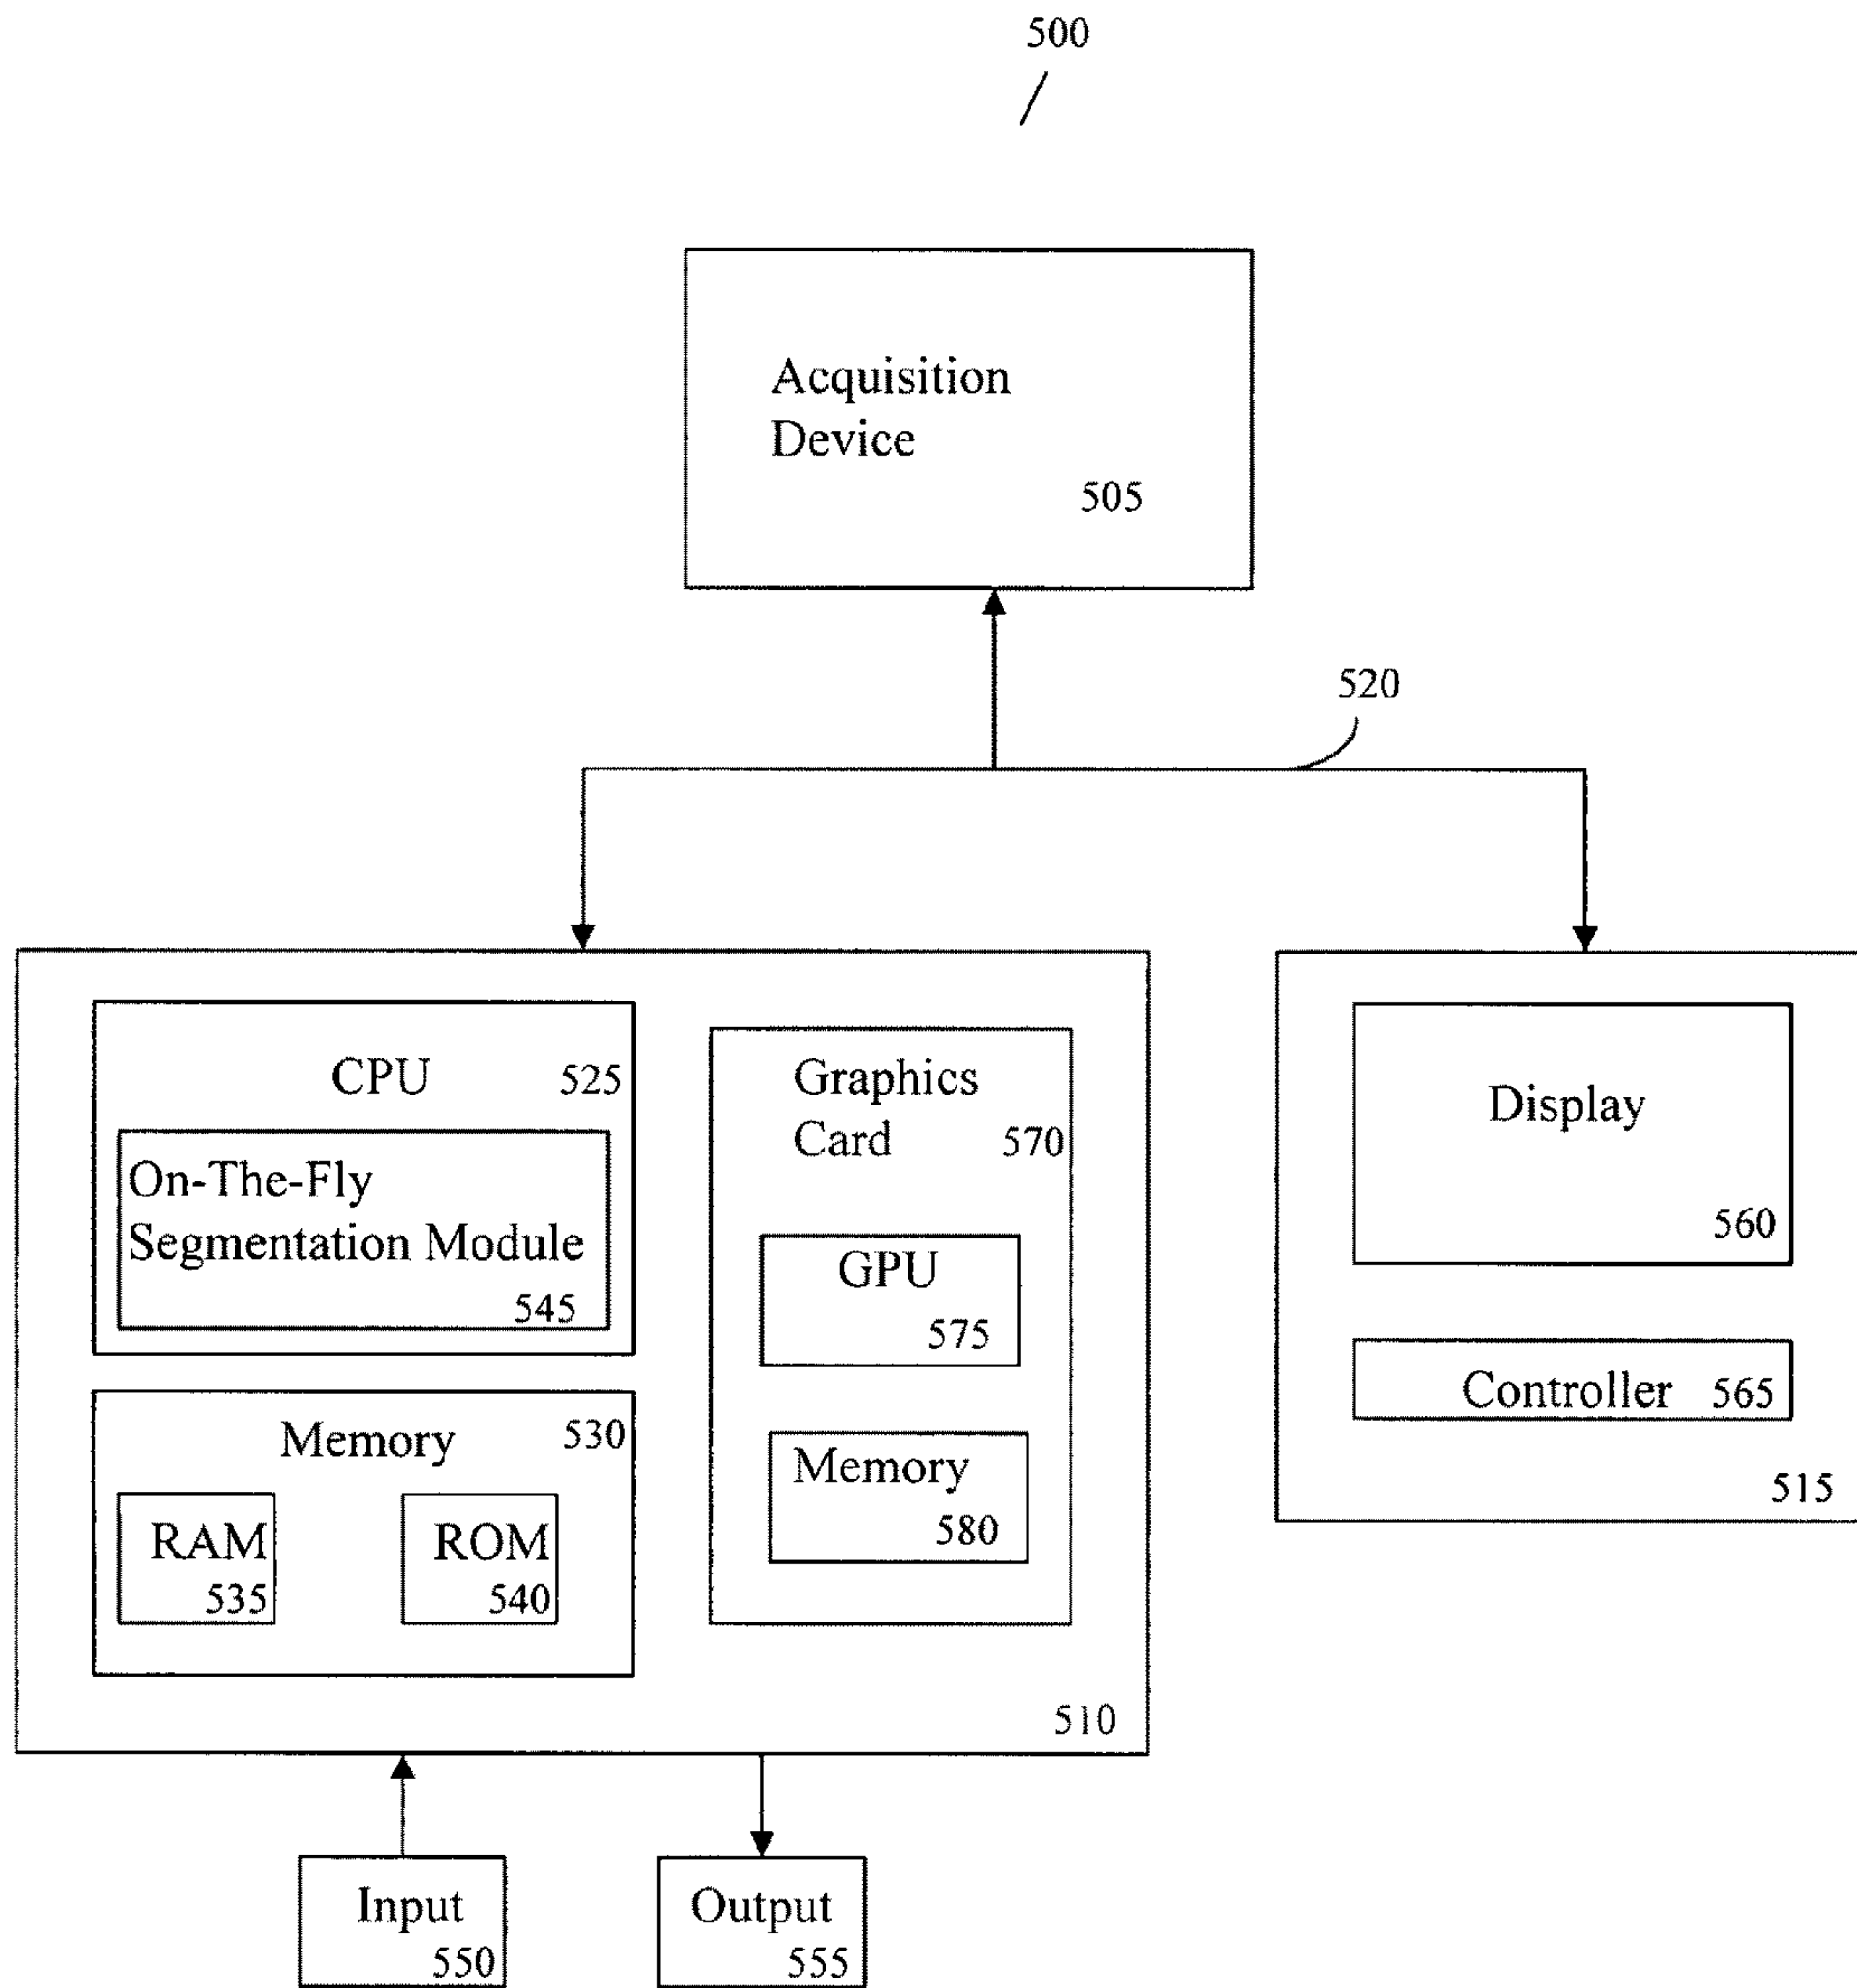 500
Acquisition
Device
505
520
CPU 525
On-The-Fly
Segmentation Module
545
Memory 530
RAM
535
ROM
540
Graphics
Card 570
GPU
575
Memory
580
510
Display
560
Controller 565
515
Input
550
Output
555